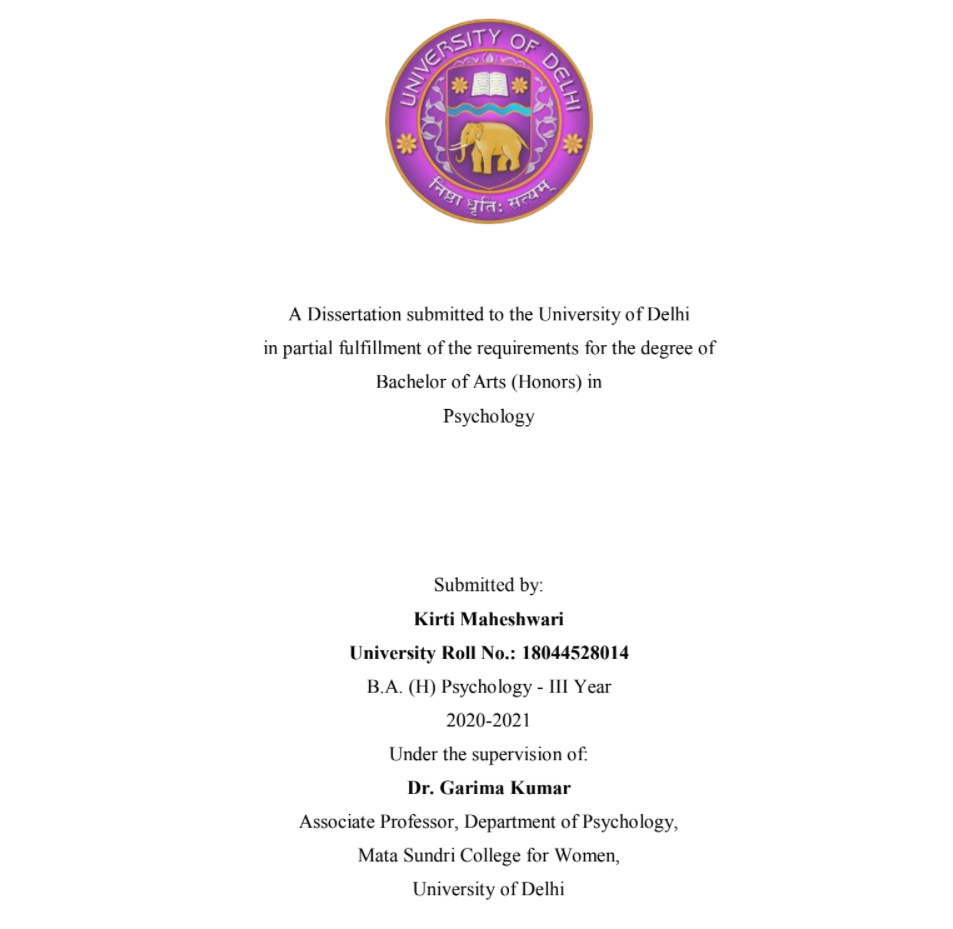 UNIVERSITY OF DELHI
निष्ठा धृति: सत्यम्
A Dissertation submitted to the University of Delhi
in partial fulfillment of the requirements for the degree of
Bachelor of Arts (Honors) in
Psychology
Submitted by:
Kirti Maheshwari
University Roll No.: 18044528014
B.A. (H) Psychology - III Year
2020-2021
Under the supervision of:
Dr. Garima Kumar
Associate Professor, Department of Psychology,
Mata Sundri College for Women,
University of Delhi